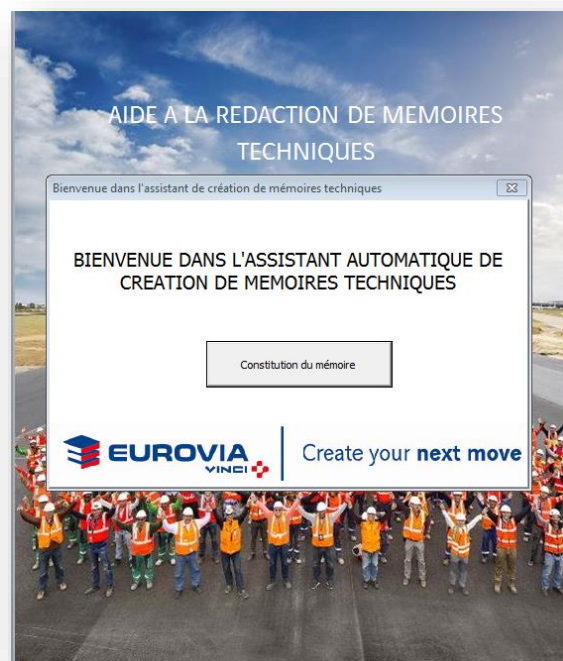 AIDE A LA REDACTION DE MEMOIRES
TECHNIQUES
Bienvenue dans l'assistant de création de mémoires techniques
BIENVENUE DANS L'ASSISTANT AUTOMATIQUE DE
CREATION DE MEMOIRES TECHNIQUES
Constitution du mémoire
EUROVIA
VINCI
Create your next move